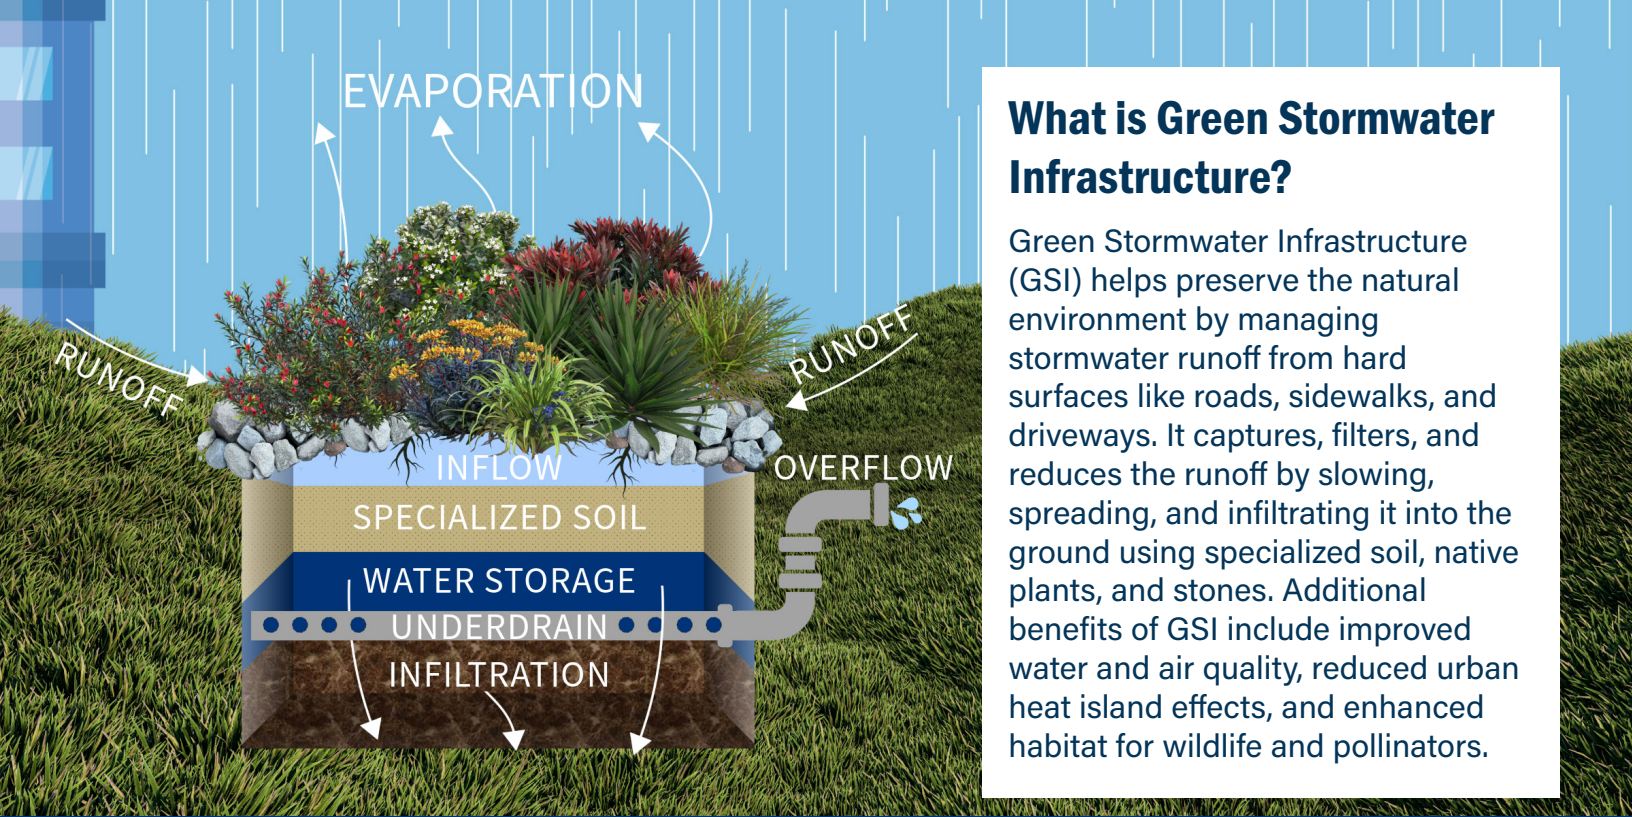 EVAPORATION
RUNOFF
RUNOFF
INFLOW
OVERFLOW
SPECIALIZED SOIL
WATER STORAGE
UNDERDRAIN
INFILTRATION
What is Green Stormwater
Infrastructure?
Green Stormwater Infrastructure
(GSI) helps preserve the natural
environment by managing
stormwater runoff from hard
surfaces like roads, sidewalks, and
driveways. It captures, filters, and
reduces the runoff by slowing,
spreading, and infiltrating it into the
ground using specialized soil, native
plants, and stones. Additional
benefits of GSI include improved
water and air quality, reduced urban
heat island effects, and enhanced
habitat for wildlife and pollinators.